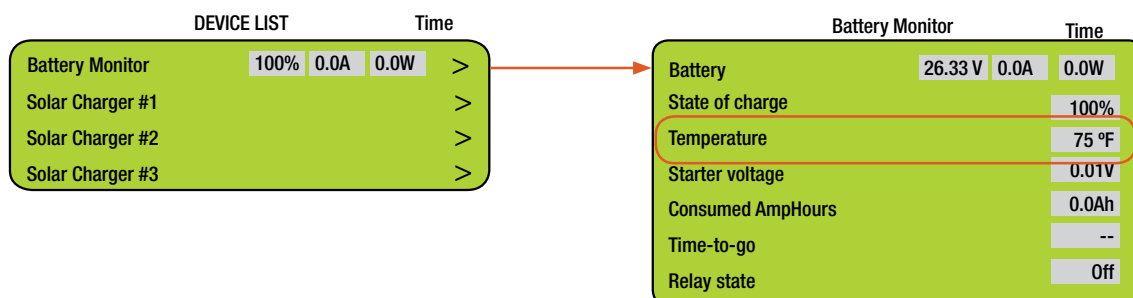 DEVICE LIST Time
Battery Monitor 100% 0.0A 0.0W >
Solar Charger #1 >
Solar Charger #2 >
Solar Charger #3 >
Battery Monitor Time
Battery 26.33 V 0.0A 0.0W
State of charge 100%
Temperature 75 ºF
Starter voltage 0.01V
Consumed AmpHours 0.0Ah
Time-to-go --
Relay state Off